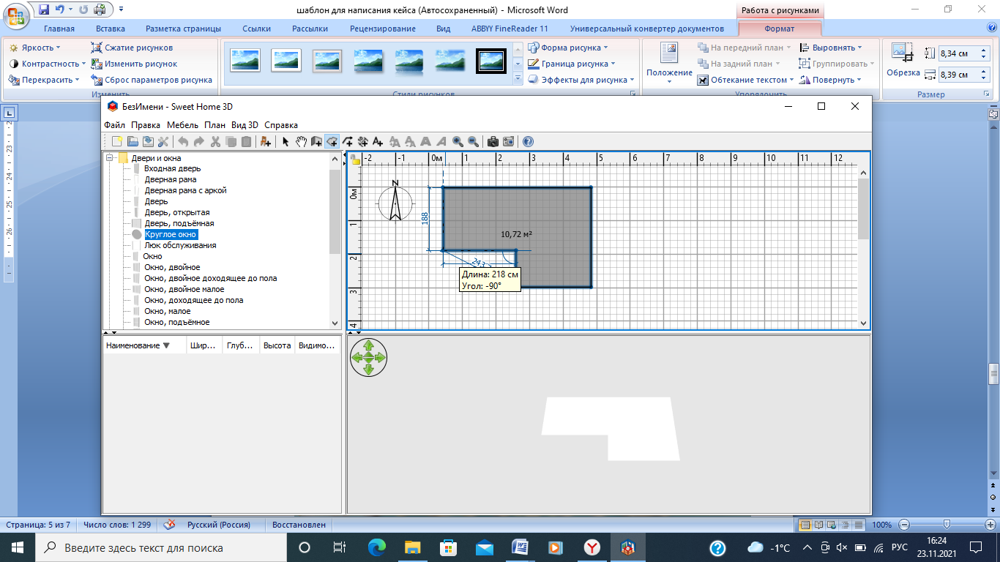 шаблон для написания кейса (Автосохраненный) - Microsoft Word
Работа с рисунками
Главная Вставка Разметка страницы Ссылки Рассылки Рецензирование Вид ABBYY FineReader 11 Универсальный конвертер документов Формат
Яркость
Контрастность
Перекрасить
Сжатие рисунков
Изменить рисунок
Сброс параметров рисунка
Изменить
Стили рисунков
Форма рисунка
Граница рисунка
Эффекты для рисунка
Положение
На передний план
На задний план
Обтекание текстом
Выровнять
Группировать
Повернуть
Упорядочить
Обрезка
8,34 см
8,39 см
Размер
БезИмени - Sweet Home 3D
Файл Правка Мебель План Вид 3D Справка
Двери и окна
Входная дверь
Дверная рама
Дверная рама с аркой
Дверь
Дверь, открытая
Дверь, подъёмная
Круглое окно
Люк обслуживания
Окно
Окно, двойное
Окно, двойное доходящее до пола
Окно, двойное малое
Окно, доходящее до пола
Окно, малое
Окно, подъёмное
-2 -1 0м 1 2 3 4 5 6 7 8 9 10 11 12
0м
1
2
3
4
N
188
10,72 м²
243
Длина: 218 см
Угол: -90°
Наименование Шир... Глуб... Высота Видимо...
23
24
25
26
Страница: 5 из 7 Число слов: 1 299 Русский (Россия) Восстановлен 100%
Введите здесь текст для поиска
-1°C РУС
16:24
23.11.2021